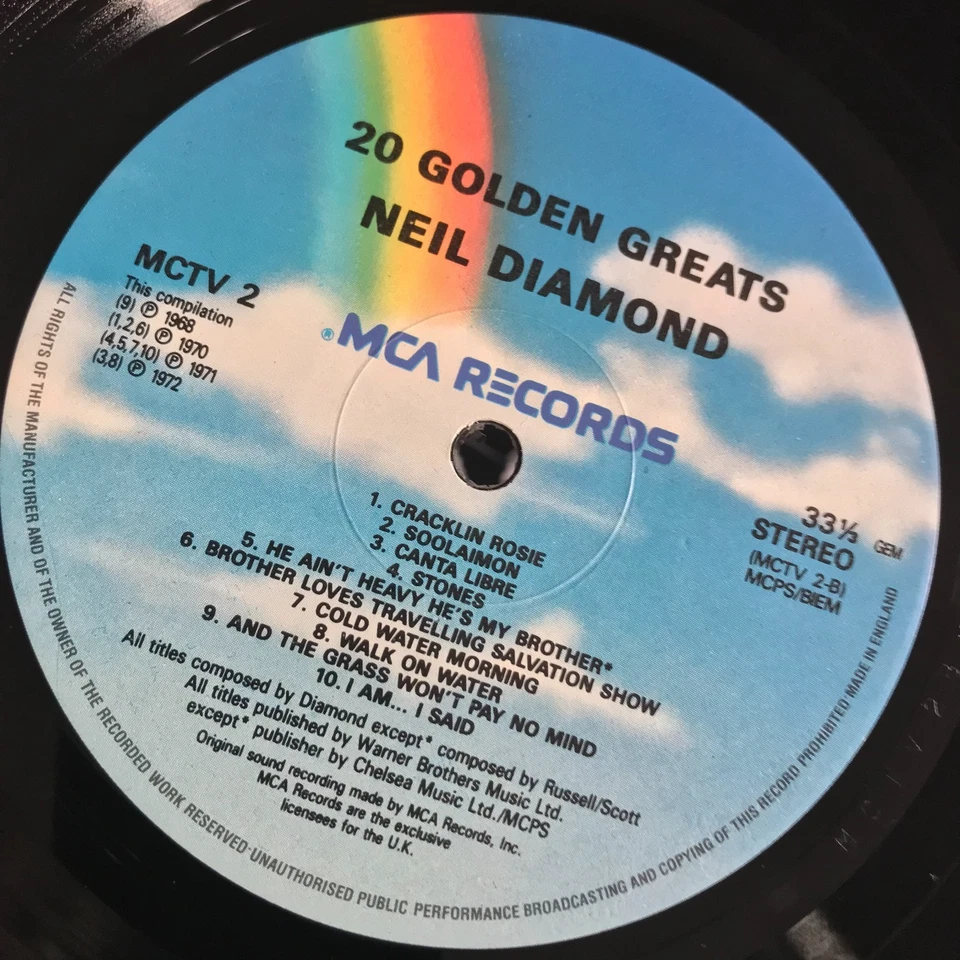 20 GOLDEN GREATS
NEIL DIAMOND
MCTV 2
This compilation
(9) ℗ 1968
(1,2,6) ℗ 1970
(4,5,7,10) ℗ 1971
(3,8) ℗ 1972
® MCA RECORDS
33⅓ GEM
STEREO
(MCTV 2-B)
MCPS/BIEM
1. CRACKLIN ROSIE
2. SOOLAIMON
3. CANTA LIBRE
4. STONES
5. HE AIN'T HEAVY HE'S MY BROTHER*
6. BROTHER LOVES TRAVELLING SALVATION SHOW
7. COLD WATER MORNING
8. WALK ON WATER
9. AND THE GRASS WON'T PAY NO MIND
10. I AM... I SAID
All titles composed by Diamond except* composed by Russell/Scott
All titles published by Warner Brothers Music Ltd.
except* publisher by Chelsea Music Ltd./MCPS
Original sound recording made by MCA Records, Inc.
MCA Records are the exclusive
licensees for the U.K.
ALL RIGHTS OF THE MANUFACTURER AND OF THE OWNER OF THE RECORDED WORK RESERVED·UNAUTHORISED PUBLIC PERFORMANCE BROADCASTING AND COPYING OF THIS RECORD PROHIBITED·MADE IN ENGLAND